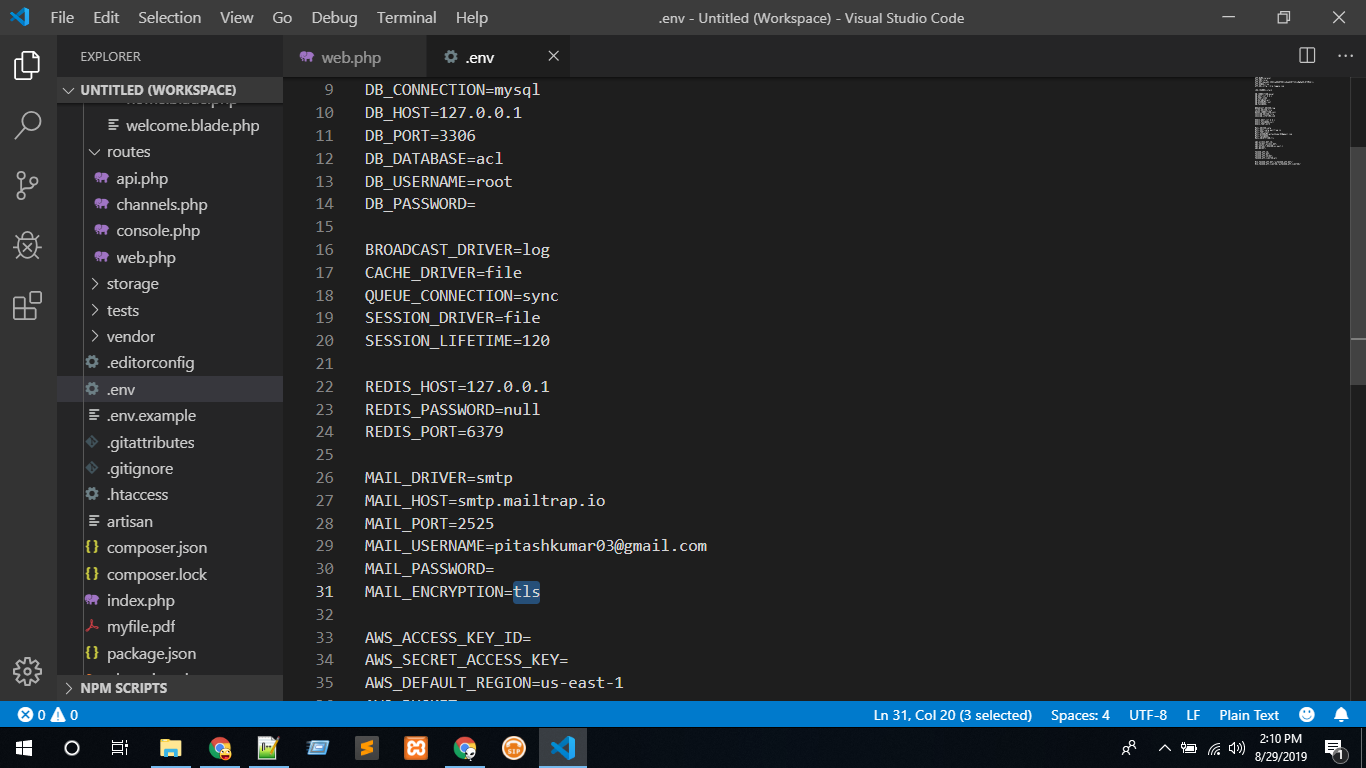 File Edit Selection View Go Debug Terminal Help
.env - Untitled (Workspace) - Visual Studio Code
EXPLORER
web.php
.env
UNTITLED (WORKSPACE)
welcome.blade.php
routes
api.php
channels.php
console.php
web.php
storage
tests
vendor
.editorconfig
.env
.env.example
.gitattributes
.gitignore
.htaccess
artisan
composer.json
composer.lock
index.php
myfile.pdf
package.json
NPM SCRIPTS
9 DB_CONNECTION=mysql
10 DB_HOST=127.0.0.1
11 DB_PORT=3306
12 DB_DATABASE=acl
13 DB_USERNAME=root
14 DB_PASSWORD=
15
16 BROADCAST_DRIVER=log
17 CACHE_DRIVER=file
18 QUEUE_CONNECTION=sync
19 SESSION_DRIVER=file
20 SESSION_LIFETIME=120
21
22 REDIS_HOST=127.0.0.1
23 REDIS_PASSWORD=null
24 REDIS_PORT=6379
25
26 MAIL_DRIVER=smtp
27 MAIL_HOST=smtp.mailtrap.io
28 MAIL_PORT=2525
29 MAIL_USERNAME=pitashkumar03@gmail.com
30 MAIL_PASSWORD=
31 MAIL_ENCRYPTION=tls
32
33 AWS_ACCESS_KEY_ID=
34 AWS_SECRET_ACCESS_KEY=
35 AWS_DEFAULT_REGION=us-east-1
0 0
Ln 31, Col 20 (3 selected) Spaces: 4 UTF-8 LF Plain Text
SIP
2:10 PM
8/29/2019
1